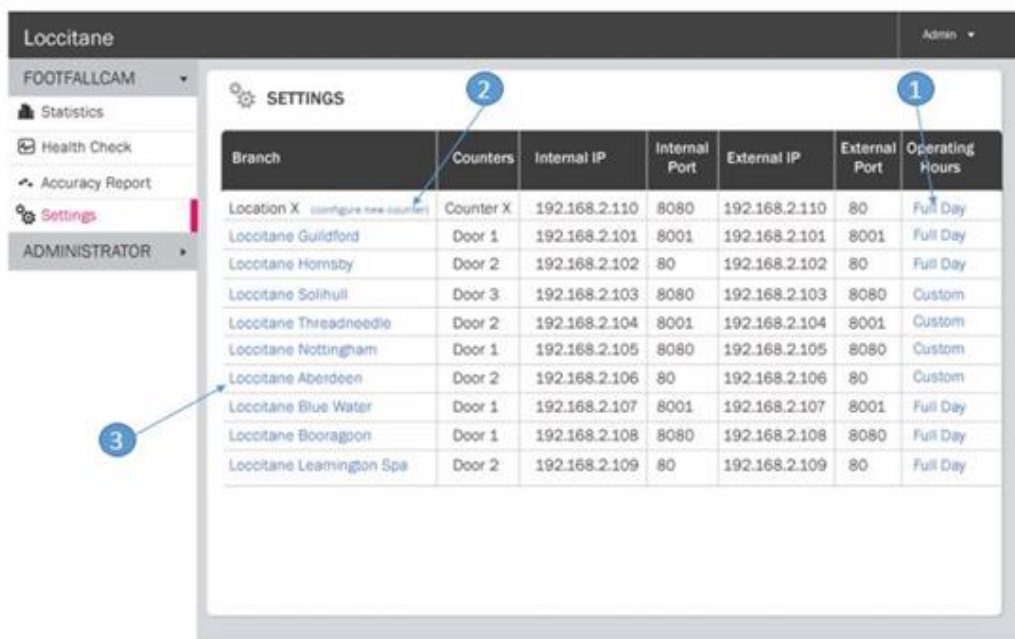 Loccitane
Admin
FOOTFALLCAM
Statistics
Health Check
Accuracy Report
Settings
ADMINISTRATOR
SETTINGS
2
1
Branch Counters Internal IP Internal Port External IP External Port Operating Hours
Location X (configure new counter) Counter X 192.168.2.110 8080 192.168.2.110 80 Full Day
Loccitane Guildford Door 1 192.168.2.101 8001 192.168.2.101 8001 Full Day
Loccitane Hornsby Door 2 192.168.2.102 80 192.168.2.102 80 Full Day
Loccitane Solihull Door 3 192.168.2.103 8080 192.168.2.103 8080 Custom
Loccitane Threadneedle Door 2 192.168.2.104 8001 192.168.2.104 8001 Custom
Loccitane Nottingham Door 1 192.168.2.105 8080 192.168.2.105 8080 Custom
Loccitane Aberdeen Door 2 192.168.2.106 80 192.168.2.106 80 Custom
Loccitane Blue Water Door 1 192.168.2.107 8001 192.168.2.107 8001 Full Day
3
Loccitane Booragoon Door 1 192.168.2.108 8080 192.168.2.108 8080 Full Day
Loccitane Leamington Spa Door 2 192.168.2.109 80 192.168.2.109 80 Full Day